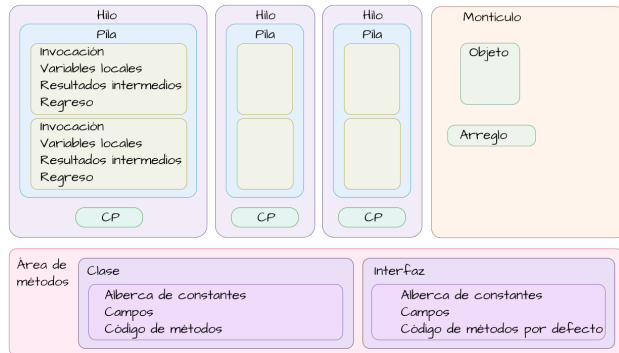 Hilo
Pila
Invocación
Variables locales
Resultados intermedios
Regreso
Invocación
Variables locales
Resultados intermedios
Regreso
CP
Hilo
Pila
CP
Hilo
Pila
CP
Montículo
Objeto
Arreglo
Área de
métodos
Clase
Alberca de constantes
Campos
Código de métodos
Interfaz
Alberca de constantes
Campos
Código de métodos por defecto